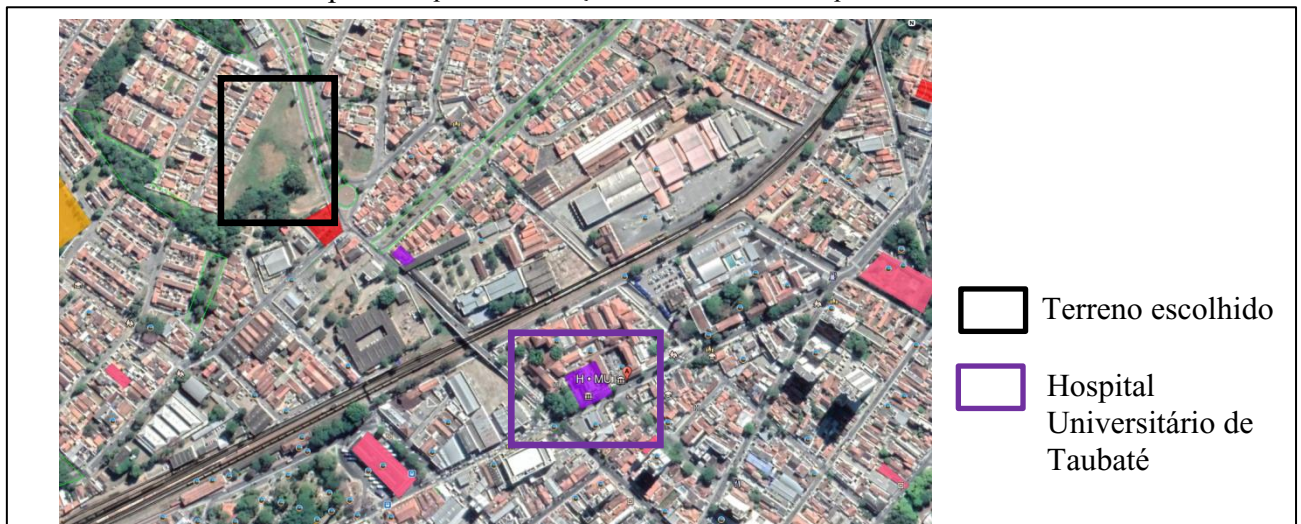 Terreno escolhido
H • MU
Hospital
Universitário de
Taubaté